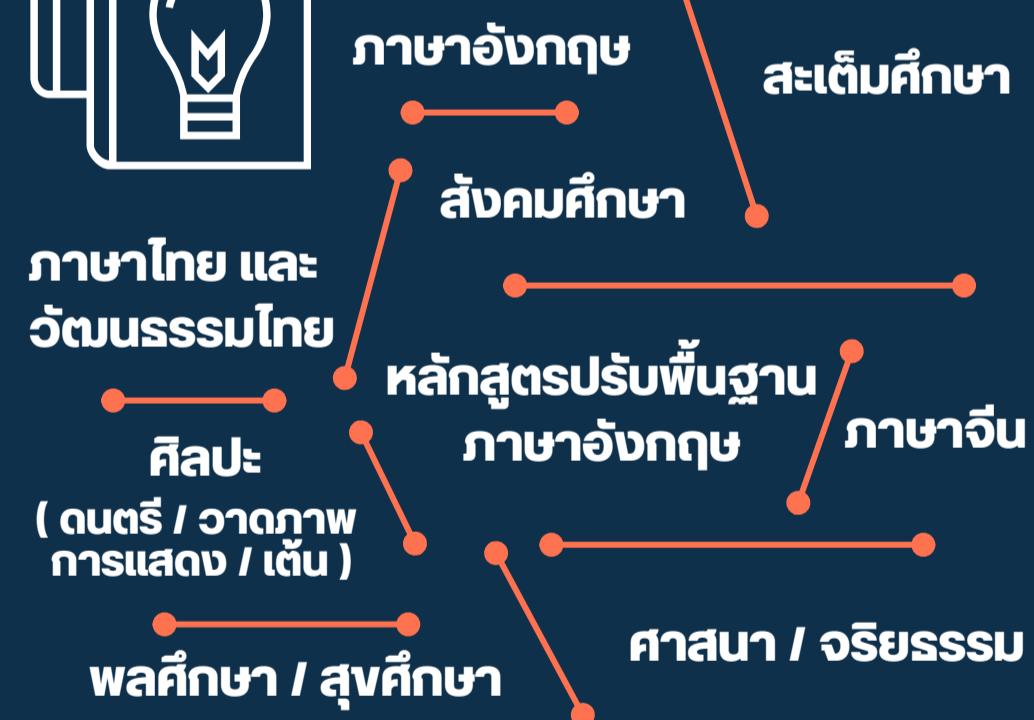 ภาษาอังกฤษ
สะเต็มศึกษา
สังคมศึกษา
ภาษาไทย และ
วัฒนธรรมไทย
หลักสูตรปรับพื้นฐาน
ภาษาอังกฤษ
ภาษาจีน
ศิลปะ
( ดนตรี / วาดภาพ
การแสดง / เต้น )
ศาสนา / จริยธรรม
พลศึกษา / สุขศึกษา